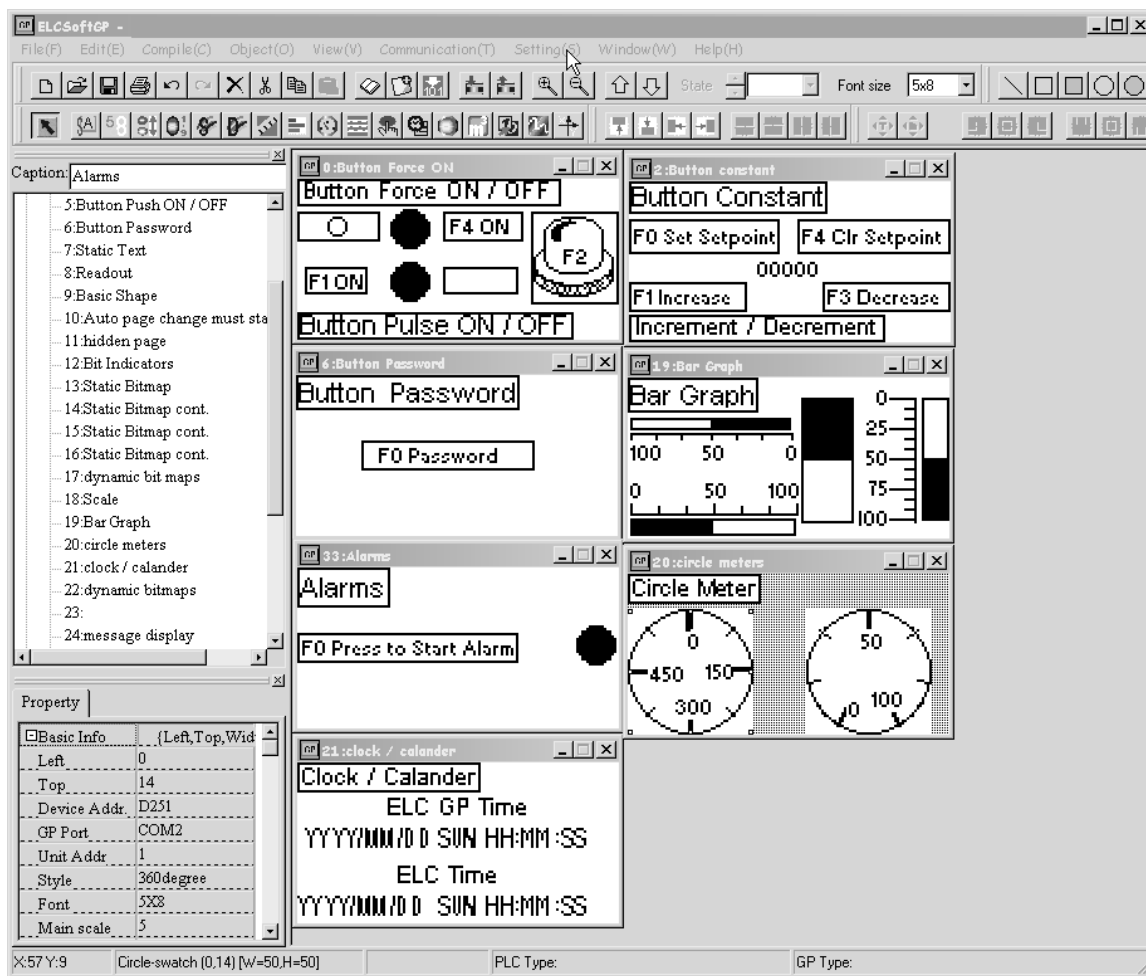 GP ELCSoftGP -
File(F) Edit(E) Compile(C) Object(O) View(V) Communication(T) Setting(S) Window(W) Help(H)
State Font size 5x8
Caption: Alarms
5:Button Push ON / OFF
6:Button Password
7:Static Text
8:Readout
9:Basic Shape
10:Auto page change must sta
11:hidden page
12:Bit Indicators
13:Static Bitmap
14:Static Bitmap cont.
15:Static Bitmap cont.
16:Static Bitmap cont.
17:dynamic bit maps
18:Scale
19:Bar Graph
20:circle meters
21:clock / calander
22:dynamic bitmaps
23:
24:message display
Property
Basic Info {Left,Top,Wid
Left 0
Top 14
Device Addr. D251
GP Port COM2
Unit Addr 1
Style 360degree
Font 5X8
Main scale 5
GP 0:Button Force ON
Button Force ON / OFF
F4 ON
F2
F1 ON
Button Pulse ON / OFF
GP 2:Button constant
Button Constant
F0 Set Setpoint F4 Clr Setpoint
00000
F1 Increase F3 Decrease
Increment / Decrement
GP 6:Button Password
Button Password
F0 Password
GP 19:Bar Graph
Bar Graph
100 50 0
0 50 100
0
25
50
75
100
GP 33:Alarms
Alarms
F0 Press to Start Alarm
GP 20:circle meters
Circle Meter
0
450 150
300
50
0 100
GP 21:clock / calander
Clock / Calander
ELC GP Time
YYYY/MM/DD SUN HH:MM:SS
ELC Time
YYYY/MM/DD SUN HH:MM:SS
X:57 Y:9 Circle-swatch (0,14) [W=50,H=50] PLC Type: GP Type: